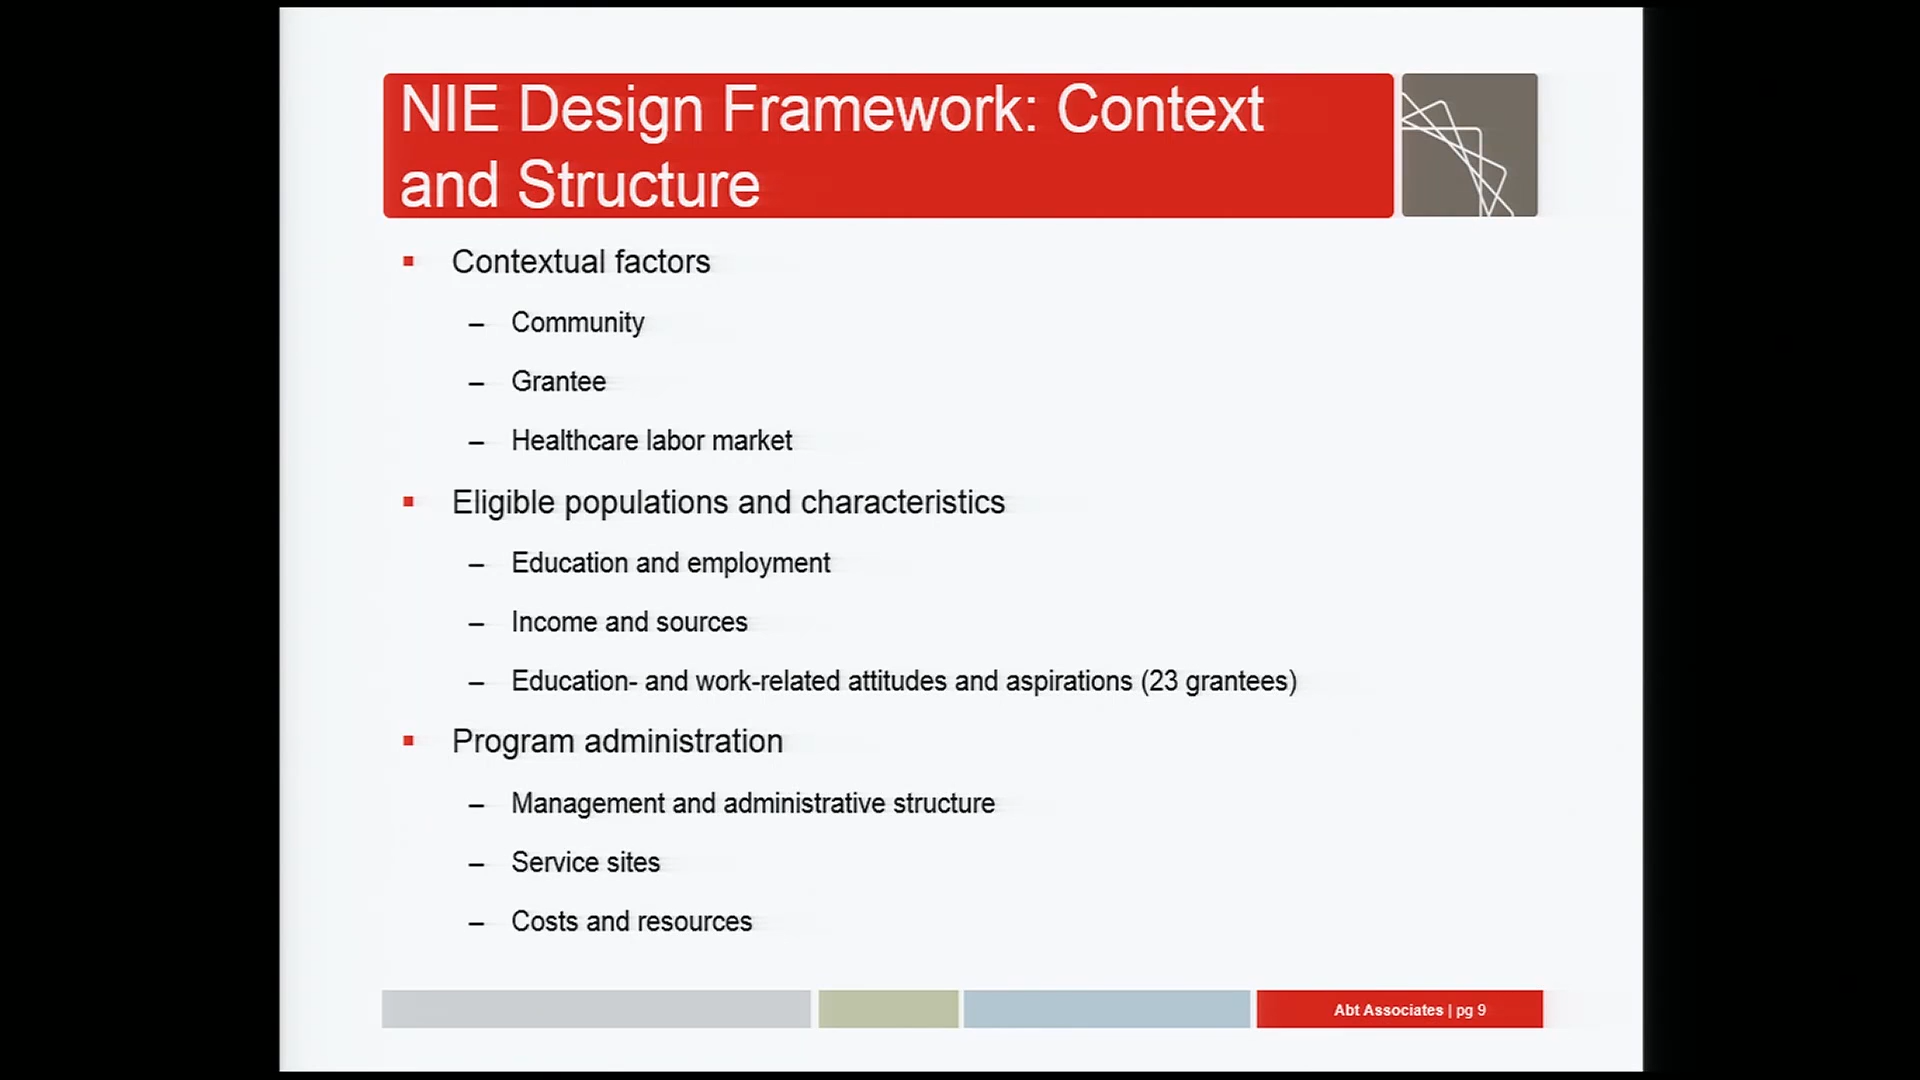 NIE Design Framework: Context
and Structure
▪ Contextual factors
– Community
– Grantee
– Healthcare labor market
▪ Eligible populations and characteristics
– Education and employment
– Income and sources
– Education- and work-related attitudes and aspirations (23 grantees)
▪ Program administration
– Management and administrative structure
– Service sites
– Costs and resources
Abt Associates | pg 9